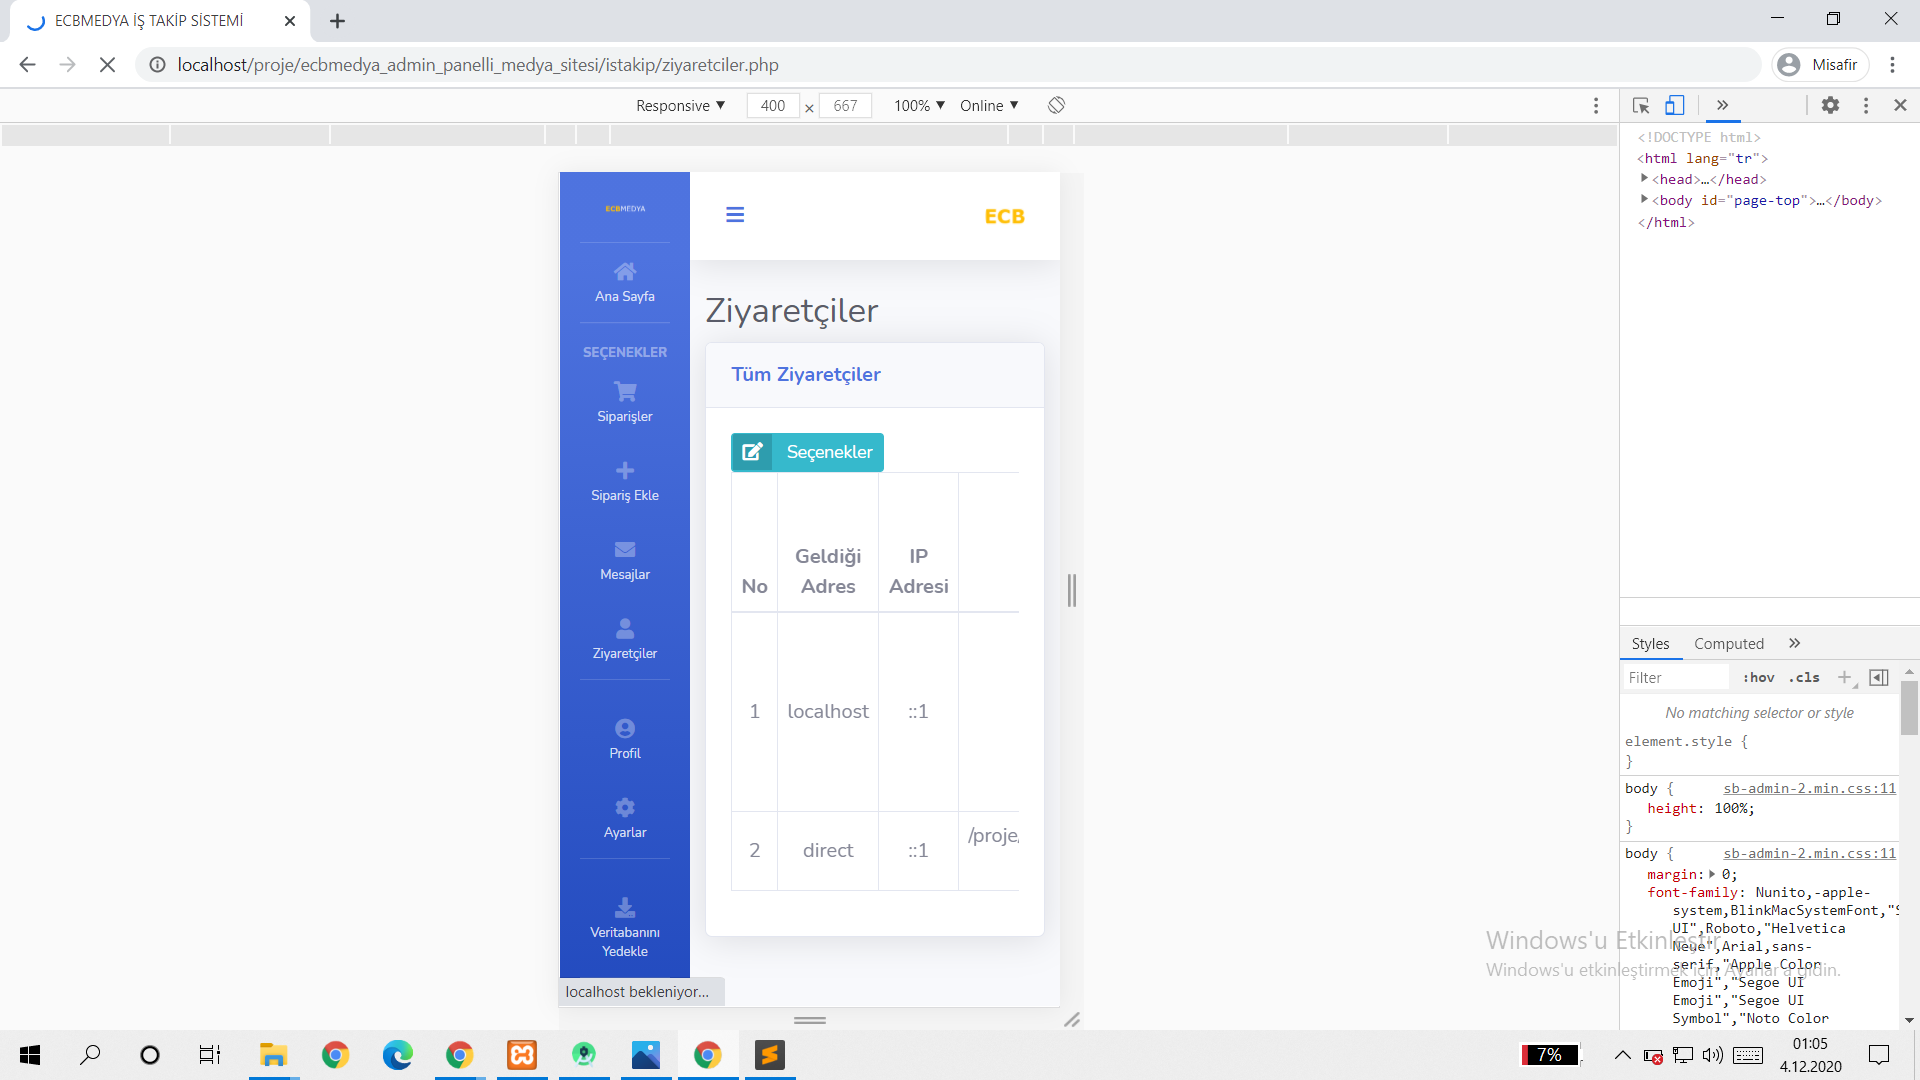 ECBMEDYA İŞ TAKİP SİSTEMİ
localhost/proje/ecbmedya_admin_panelli_medya_sitesi/istakip/ziyaretciler.php
Misafir
Responsive ▼ 400 × 667 100% ▼ Online ▼
ECBMEDYA
Ana Sayfa
SEÇENEKLER
Siparişler
Sipariş Ekle
Mesajlar
Ziyaretçiler
Profil
Ayarlar
Veritabanını
Yedekle
localhost bekleniyor...
ECB
Ziyaretçiler
Tüm Ziyaretçiler
Seçenekler
No Geldiği Adres IP Adresi
1 localhost ::1
2 direct ::1 /proje/
<!DOCTYPE html>
<html lang="tr">
<head>…</head>
<body id="page-top">…</body>
</html>
Styles Computed »
Filter :hov .cls +
No matching selector or style
element.style {
}
body { sb-admin-2.min.css:11
height: 100%;
}
body { sb-admin-2.min.css:11
margin: 0;
font-family: Nunito,-apple-
system,BlinkMacSystemFont,"S
UI",Roboto,"Helvetica
Neue",Arial,sans-
serif,"Apple Color
Emoji","Segoe UI
Emoji","Segoe UI
Symbol","Noto Color
Windows'u Etkinleştir
Windows'u etkinleştirmek için Ayarlar'a gidin.
7%
01:05
4.12.2020